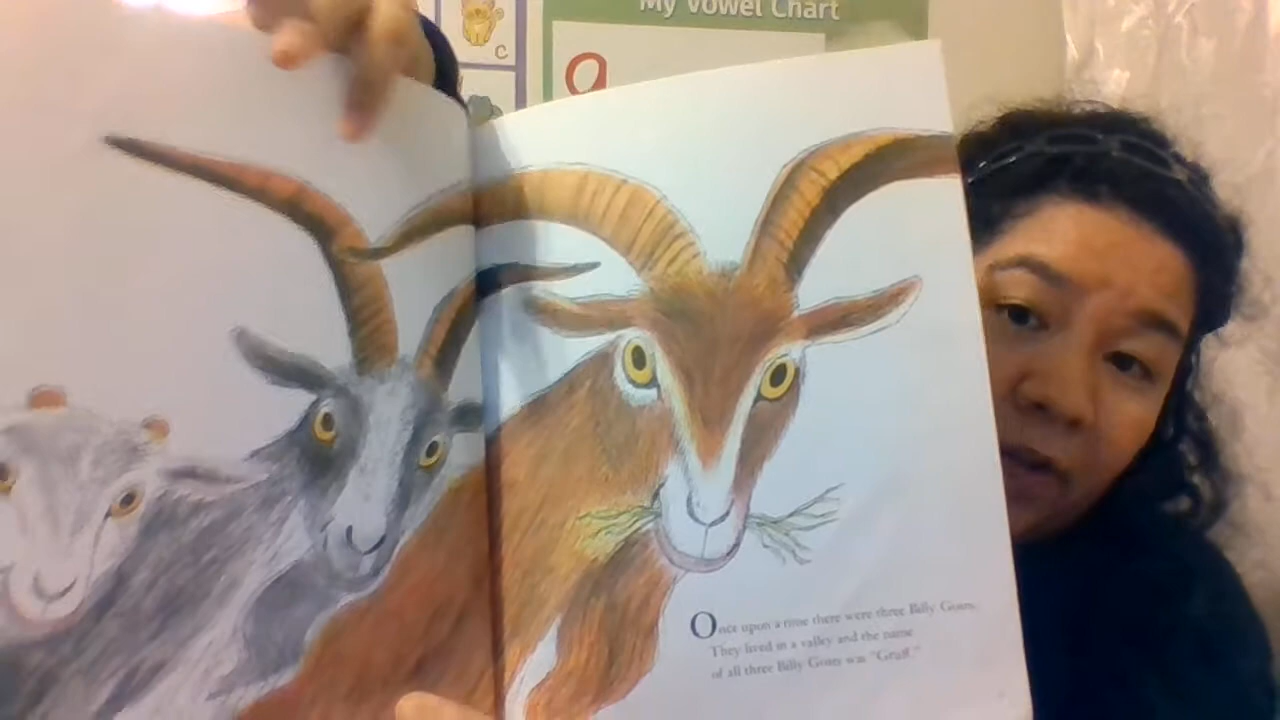 My Vowel Chart
c
a
Once upon a time there were three Billy Goats.
They lived in a valley and the name
of all three Billy Goats was "Gruff."